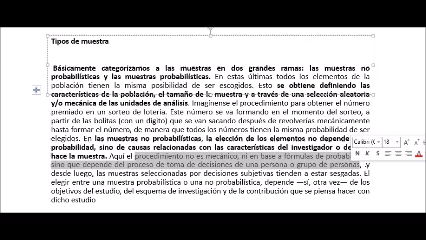 Tipos de muestra
Básicamente categorizamos a las muestras en dos grandes ramas: las muestras no
probabilísticas y las muestras probabilísticas. En estas últimas todos los elementos de la
población tienen la misma posibilidad de ser escogidos. Esto se obtiene definiendo las
características de la población, el tamaño de la muestra y a través de una selección aleatoria
y/o mecánica de las unidades de análisis. Imagínense el procedimiento para obtener el número
premiado en un sorteo de lotería. Este número se va formando en el momento del sorteo, a
partir de las bolitas (con un dígito) que se van sacando después de revolverlas mecánicamente
hasta formar el número, de manera que todos los números tienen la misma probabilidad de ser
elegidos. En las muestras no probabilísticas, la elección de los elementos no depende
probabilidad, sino de causas relacionadas con las características del investigador o de
hace la muestra. Aquí el procedimiento no es mecánico, ni en base a fórmulas de
sino que depende del proceso de toma de decisiones de una persona o grupo de personas, y
desde luego, las muestras seleccionadas por decisiones subjetivas tienden a estar sesgadas. El
elegir entre una muestra probabilística o una no probabilística, depende —sí, otra vez— de los
objetivos del estudio, del esquema de investigación y de la contribución que se piensa hacer con
dicho estudio
Calibri (C 18 A A
N K S